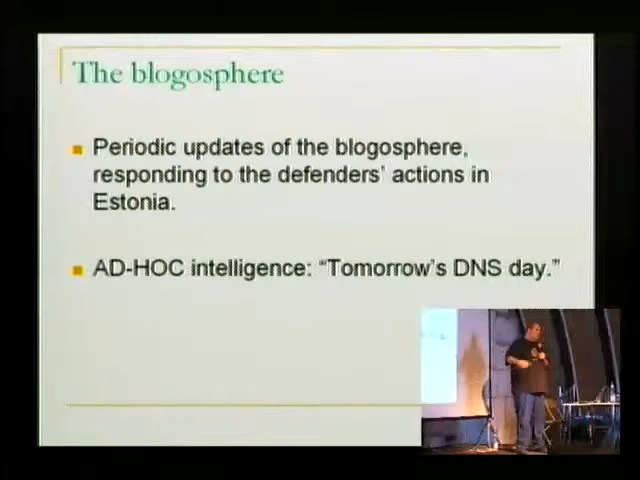 The blogosphere
Periodic updates of the blogosphere,
responding to the defenders' actions in
Estonia.
AD-HOC intelligence: “Tomorrow's DNS day.”